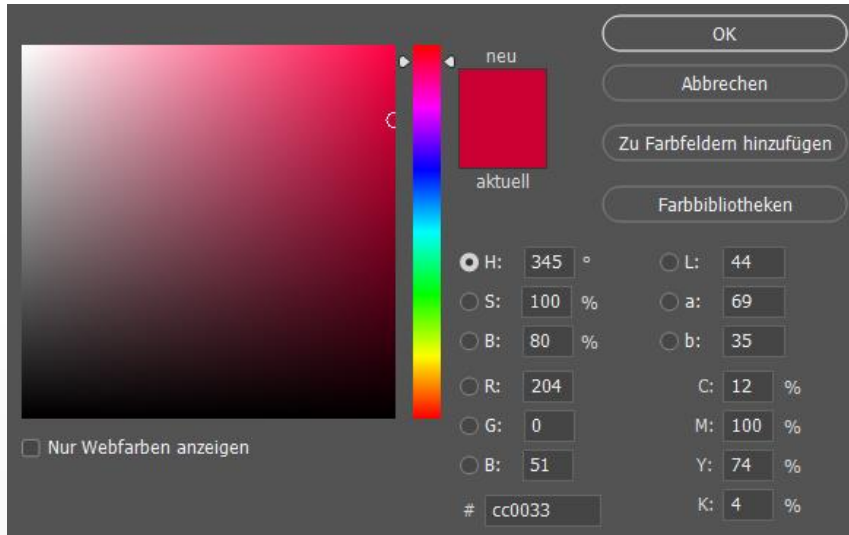 neu
aktuell
OK
Abbrechen
Zu Farbfeldern hinzufügen
Farbbibliotheken
H: 345 °
S: 100 %
B: 80 %
R: 204
G: 0
B: 51
# cc0033
L: 44
a: 69
b: 35
C: 12 %
M: 100 %
Y: 74 %
K: 4 %
Nur Webfarben anzeigen